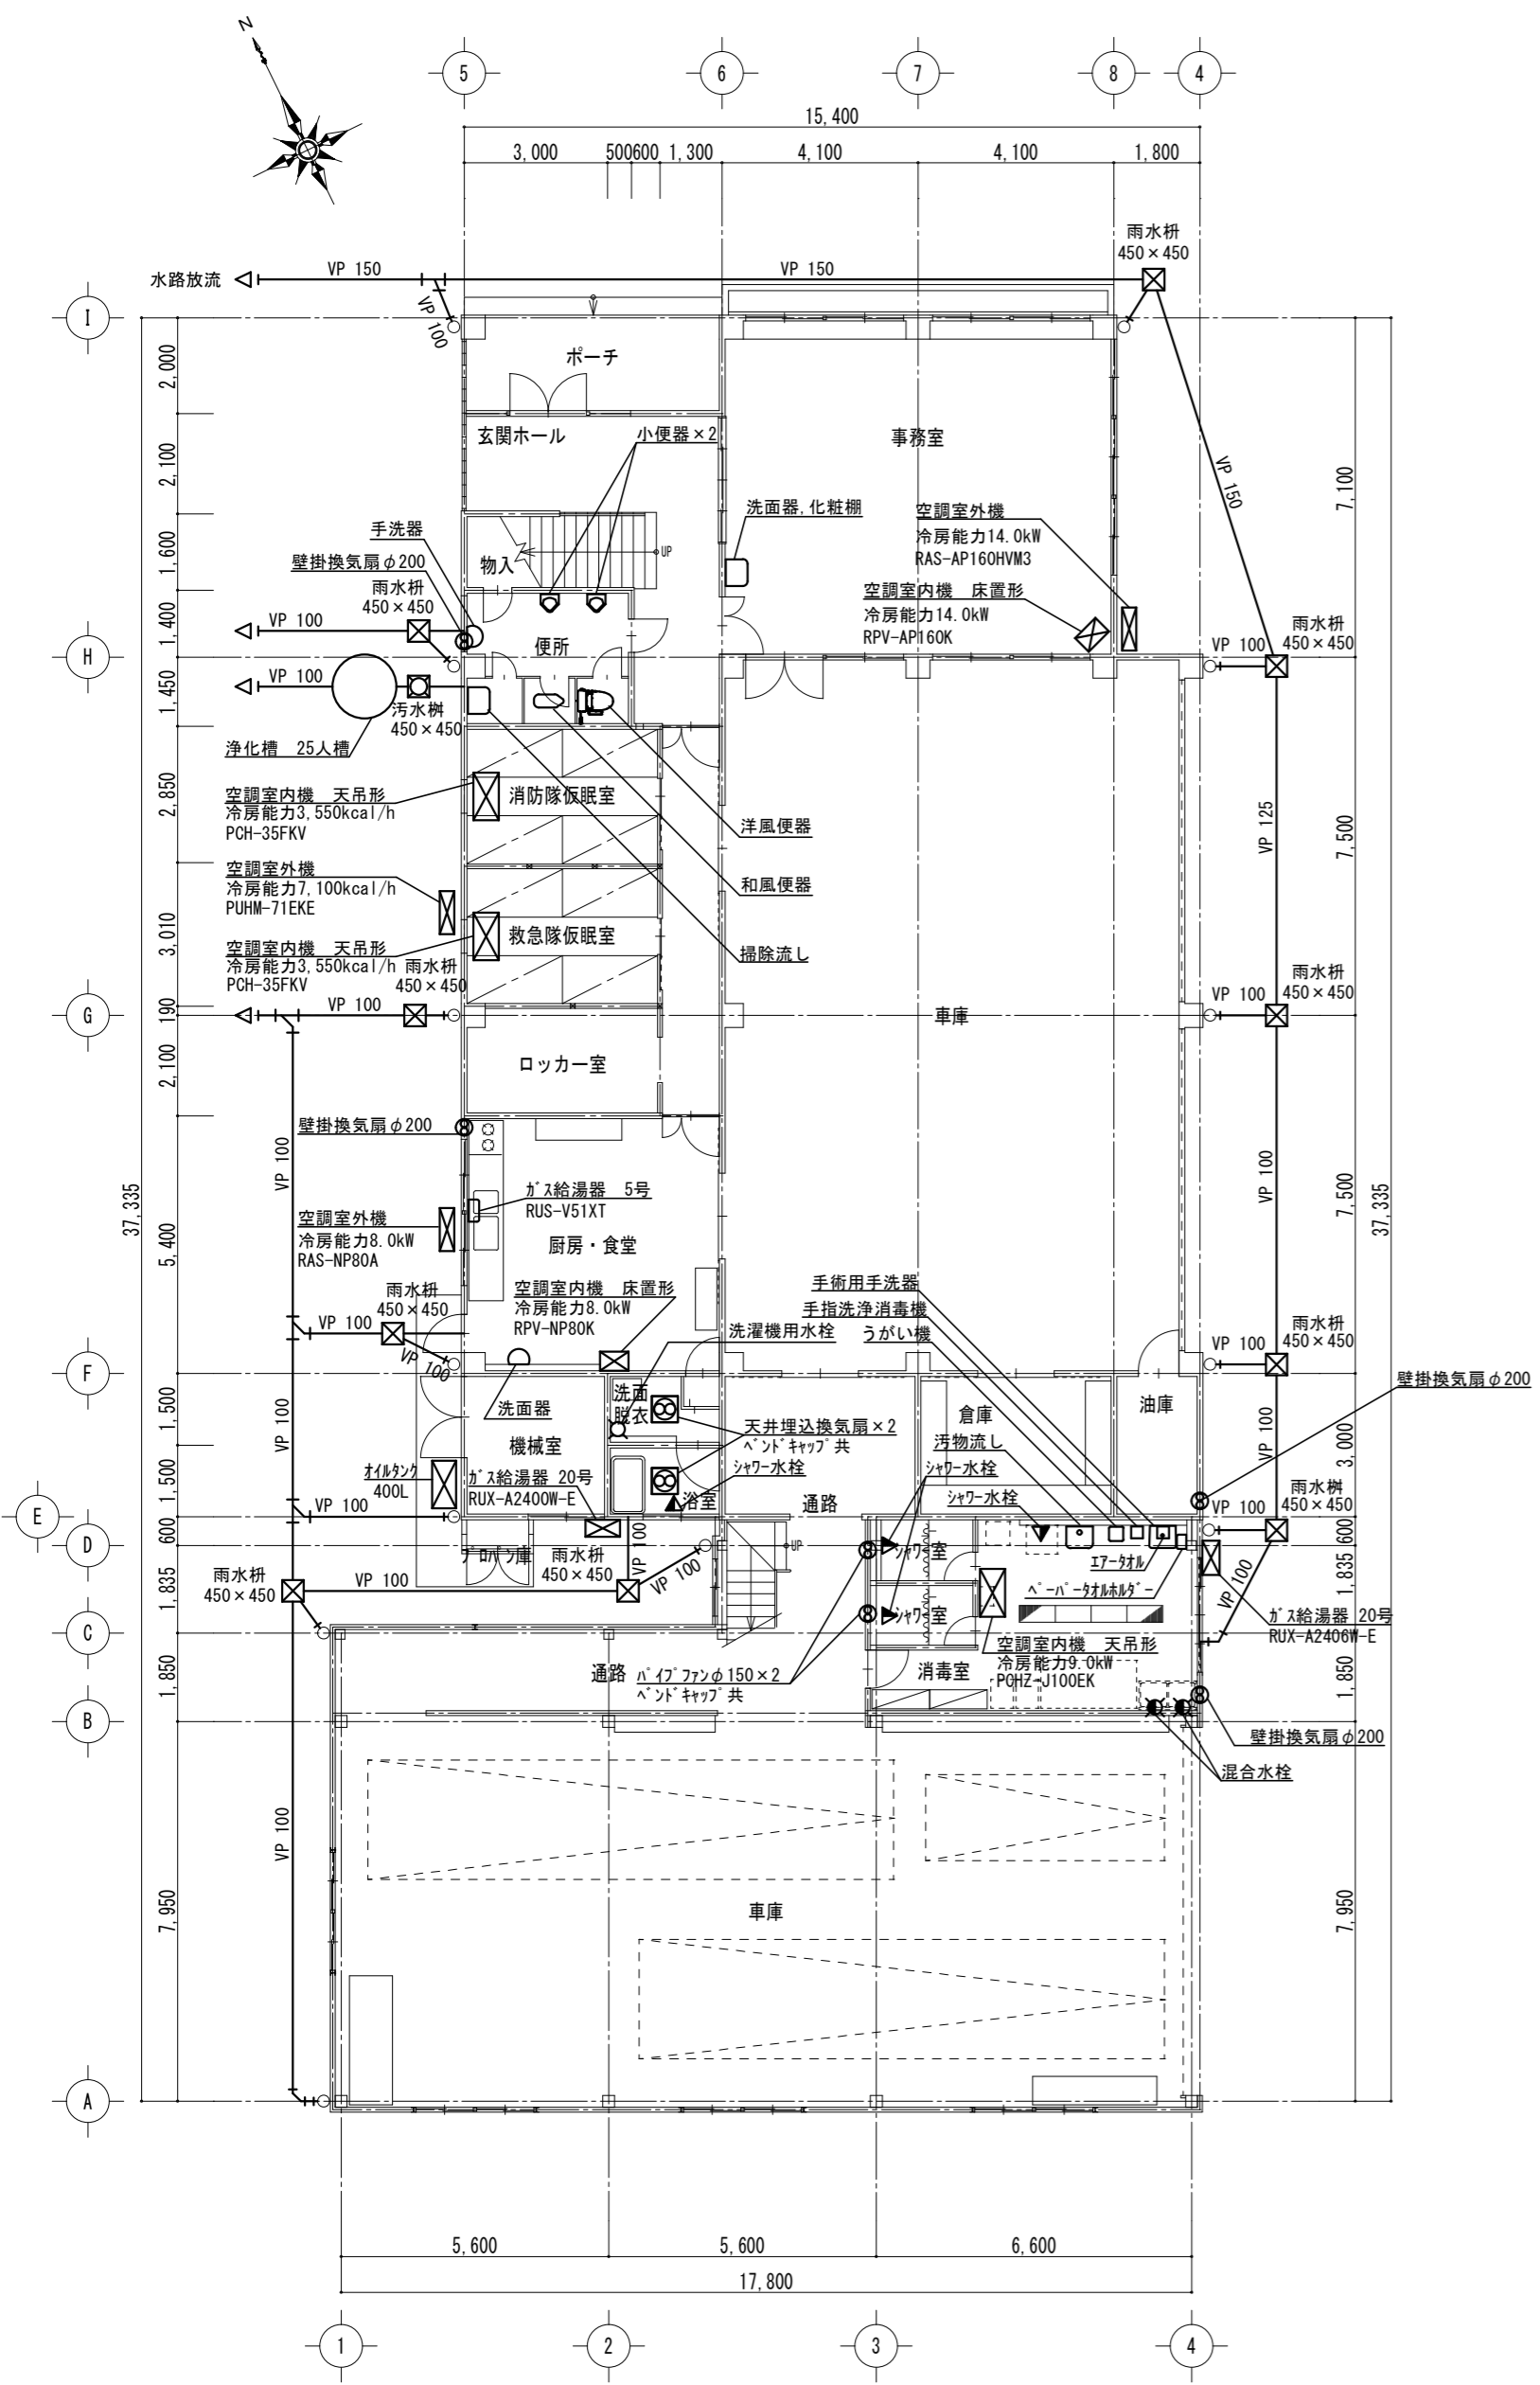 N
5
6
7
8
4
15,400
3,000
500
600
1,300
4,100
4,100
1,800
雨水枡
450×450
水路放流
VP 150
VP 150
VP 100
I
ポーチ
2,000
玄関ホール
小便器×2
事務室
2,100
VP 150
7,100
洗面器,化粧棚
空調室外機
冷房能力14.0kW
RAS-AP160HVM3
手洗器
壁掛換気扇φ200
物入
UP
1,600
雨水枡
450×450
空調室内機 床置形
冷房能力14.0kW
RPV-AP160K
VP 100
1,400
便所
雨水枡
450×450
VP 100
H
VP 100
1,450
汚水桝
450×450
浄化槽 25人槽
空調室内機 天吊形
冷房能力3,550kcal/h
PCH-35FKV
消防隊仮眠室
2,850
洋風便器
VP 125
7,500
空調室外機
冷房能力7,100kcal/h
PUHM-71EKE
和風便器
3,010
救急隊仮眠室
空調室内機 天吊形
冷房能力3,550kcal/h
PCH-35FKV
掃除流し
雨水枡
450×450
雨水枡
450×450
VP 100
VP 100
G
190
車庫
ロッカー室
2,100
壁掛換気扇φ200
VP 100
VP 100
ガス給湯器 5号
RUS-V51XT
37,335
7,500
37,335
空調室外機
冷房能力8.0kW
RAS-NP80A
5,400
厨房・食堂
手術用手洗器
手指洗浄消毒機
うがい機
雨水枡
450×450
空調室内機 床置形
冷房能力8.0kW
RPV-NP80K
洗濯機用水栓
雨水枡
450×450
VP 100
VP 100
VP 100
F
壁掛換気扇φ200
洗面
脱衣
洗面器
倉庫
油庫
1,500
VP 100
VP 100
機械室
天井埋込換気扇×2
ベンドキャップ共
汚物流し
3,000
オイルタンク
400L
ガス給湯器 20号
RUX-A2400W-E
シャワー水栓
シャワー水栓
シャワー水栓
浴室
通路
雨水桝
450×450
1,500
E
VP 100
VP 100
VP 100
600
D
600
プロパン庫
雨水枡
450×450
UP
シャワー室
エアータオル
VP 100
雨水枡
450×450
VP 100
VP 100
1,835
シャワー室
ペーパータオルホルダー
1,835
ガス給湯器 20号
RUX-A2406W-E
C
空調室内機 天吊形
冷房能力9.0kW
PCHZ-J100EK
通路
パイプファンφ150×2
ベンドキャップ共
消毒室
1,850
1,850
B
壁掛換気扇φ200
混合水栓
VP 100
車庫
7,950
7,950
A
5,600
5,600
6,600
17,800
1
2
3
4